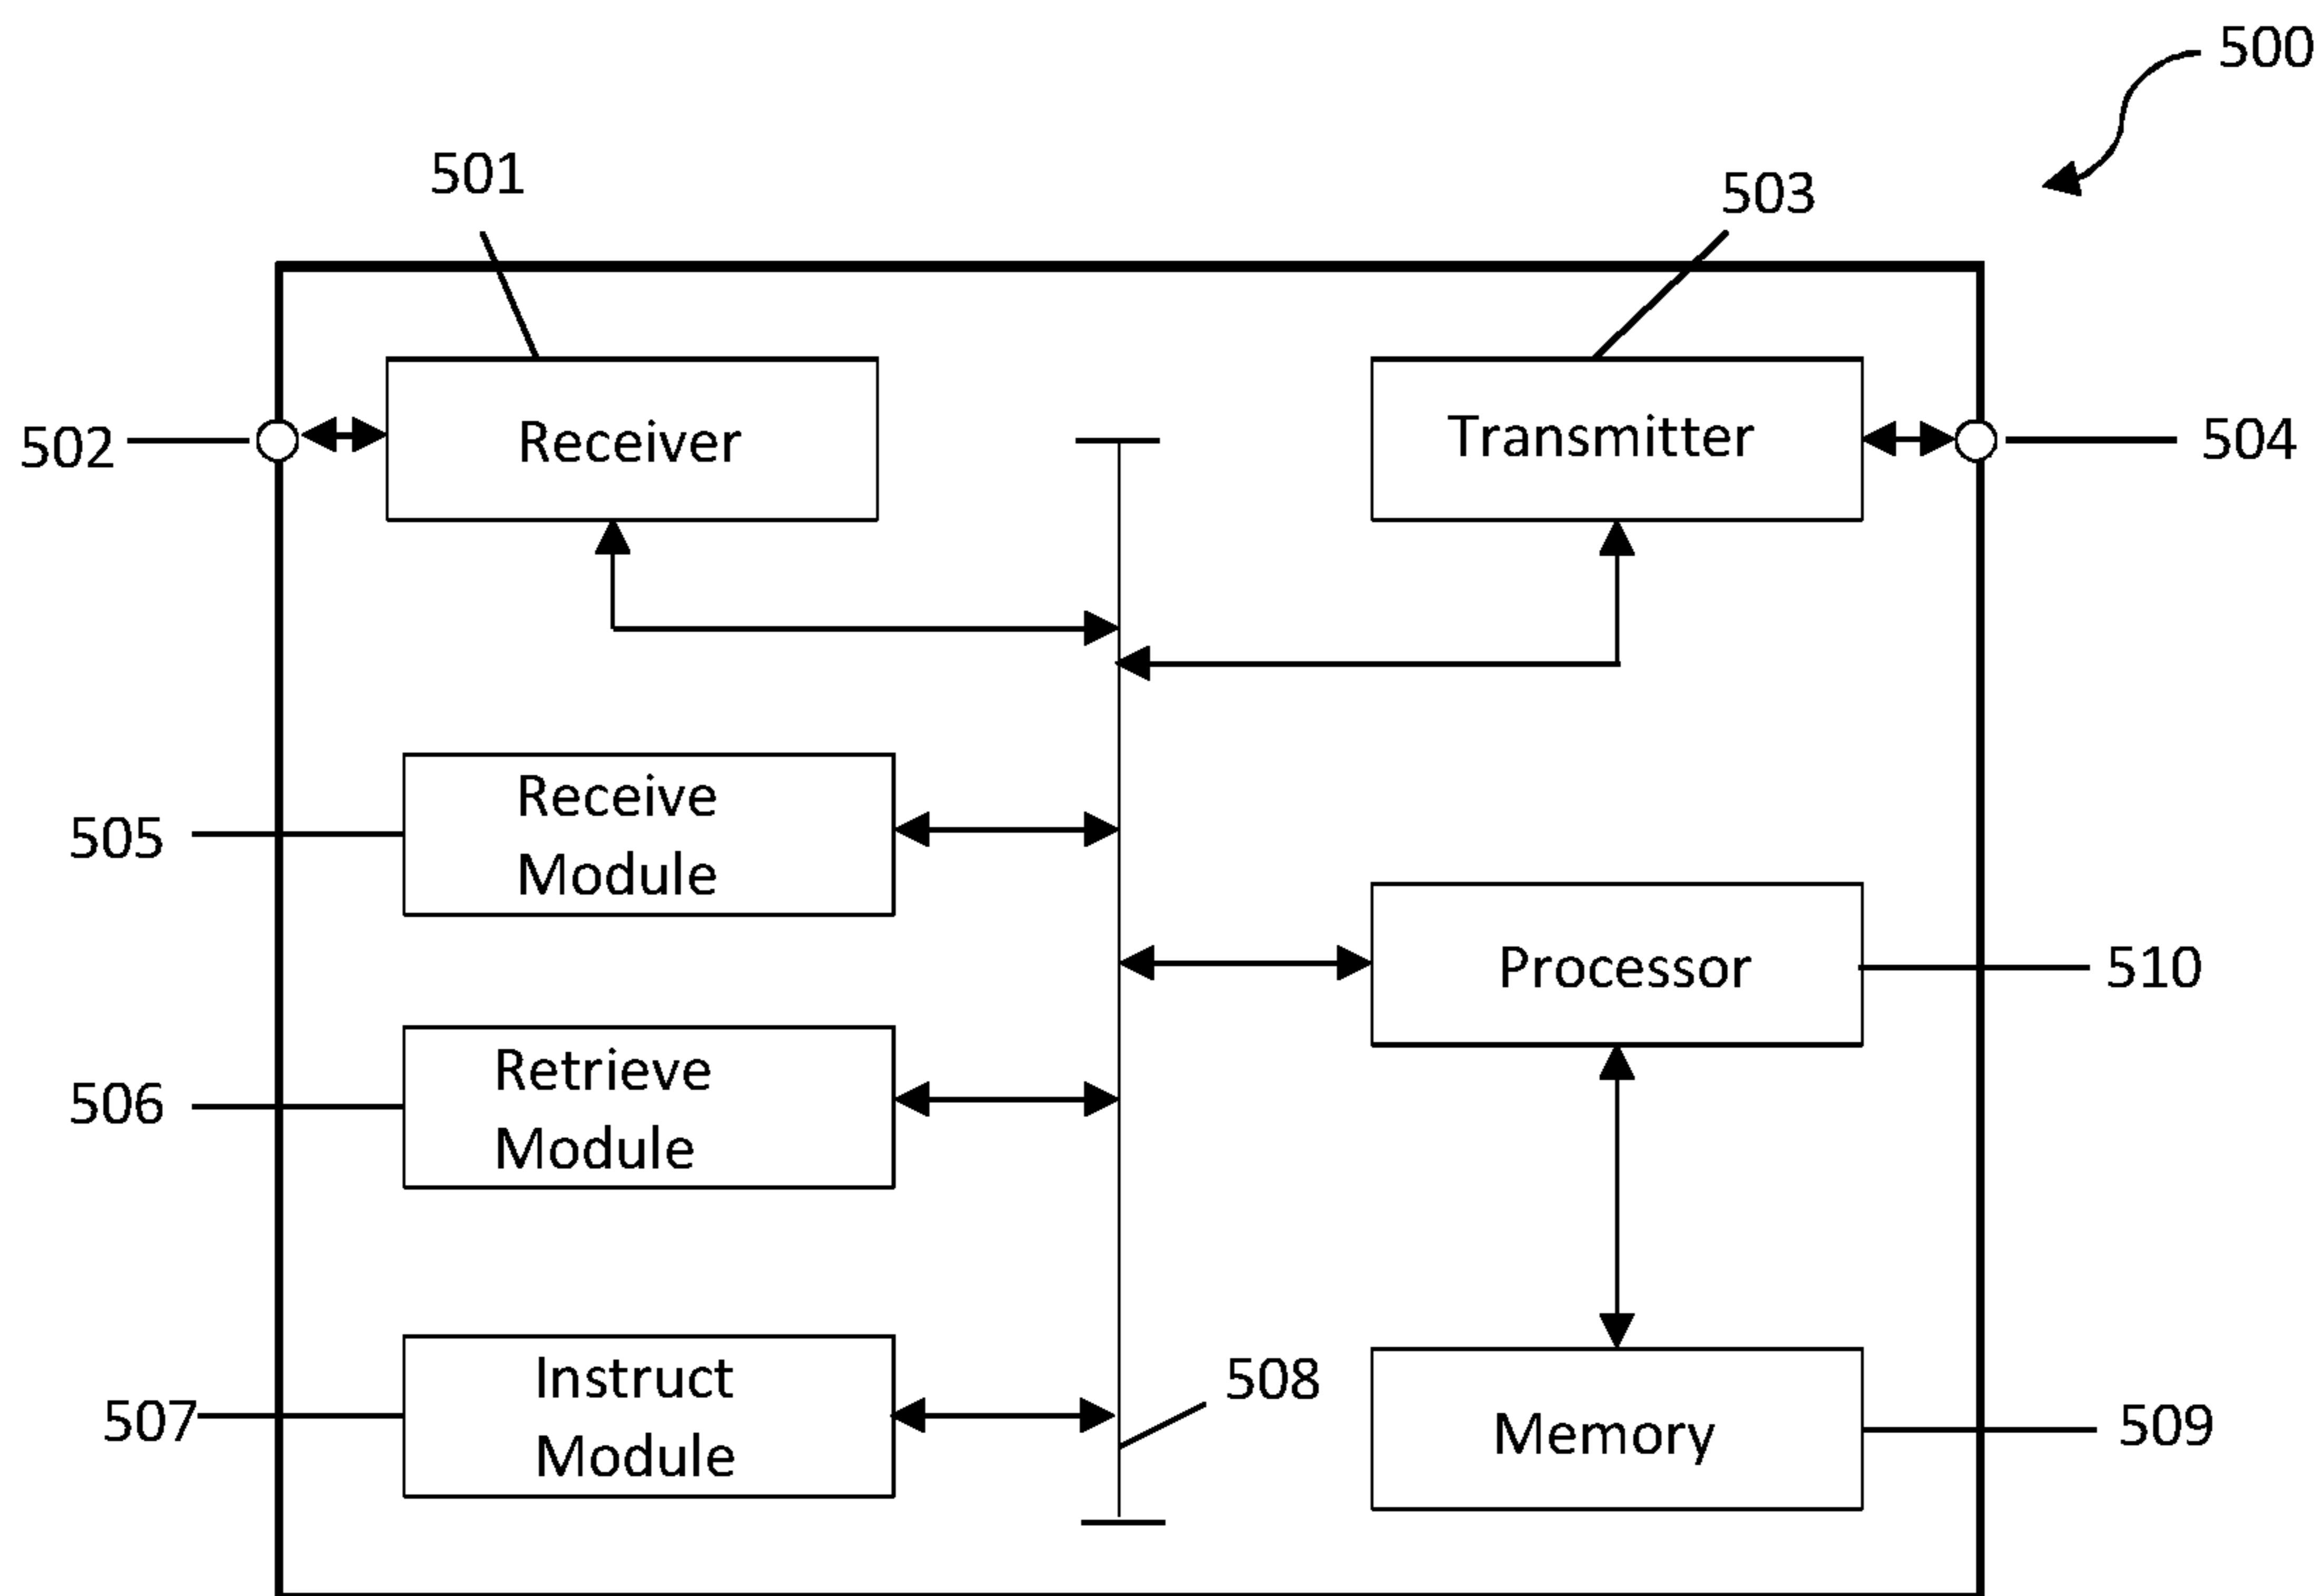 500
501
503
Receiver
Transmitter
502
504
Receive
Module
505
Processor
510
Retrieve
Module
506
Instruct
Module
507
508
Memory
509